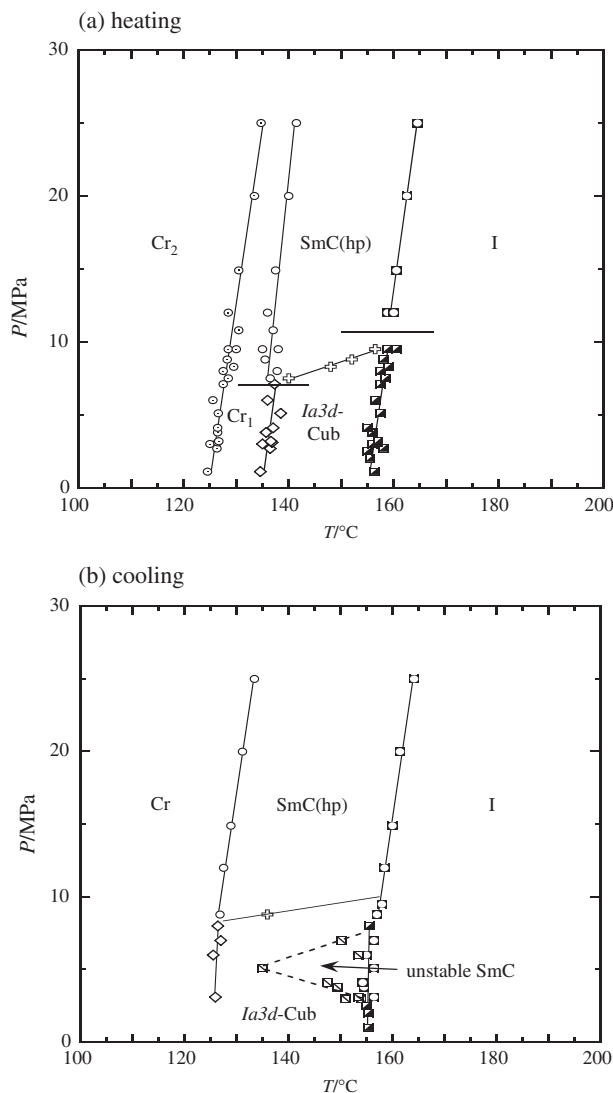 (a) heating
30
20
10
0
P/MPa
Cr2
SmC(hp)
I
Cr1
Ia3d-
Cub
100
120
140
160
180
200
T/°C
(b) cooling
30
20
10
0
P/MPa
Cr
SmC(hp)
I
unstable SmC
Ia3d-Cub
100
120
140
160
180
200
T/°C